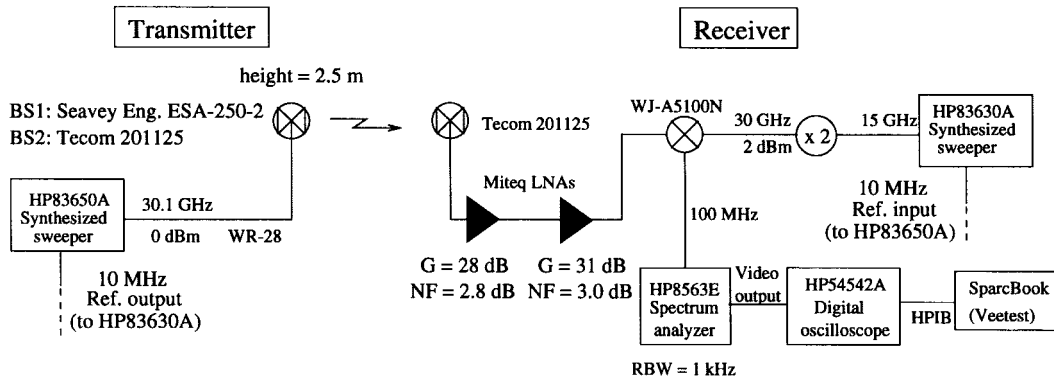 Transmitter
Receiver
height = 2.5 m
BS1: Seavey Eng. ESA-250-2
BS2: Tecom 201125
HP83650A
Synthesized
sweeper
30.1 GHz
0 dBm
WR-28
10 MHz
Ref. output
(to HP83630A)
Tecom 201125
Miteq LNAs
G = 28 dB
NF = 2.8 dB
G = 31 dB
NF = 3.0 dB
WJ-A5100N
30 GHz
2 dBm
x 2
15 GHz
HP83630A
Synthesized
sweeper
10 MHz
Ref. input
(to HP83650A)
100 MHz
HP8563E
Spectrum
analyzer
RBW = 1 kHz
Video
output
HP54542A
Digital
oscilloscope
HPIB
SparcBook
(Veetest)